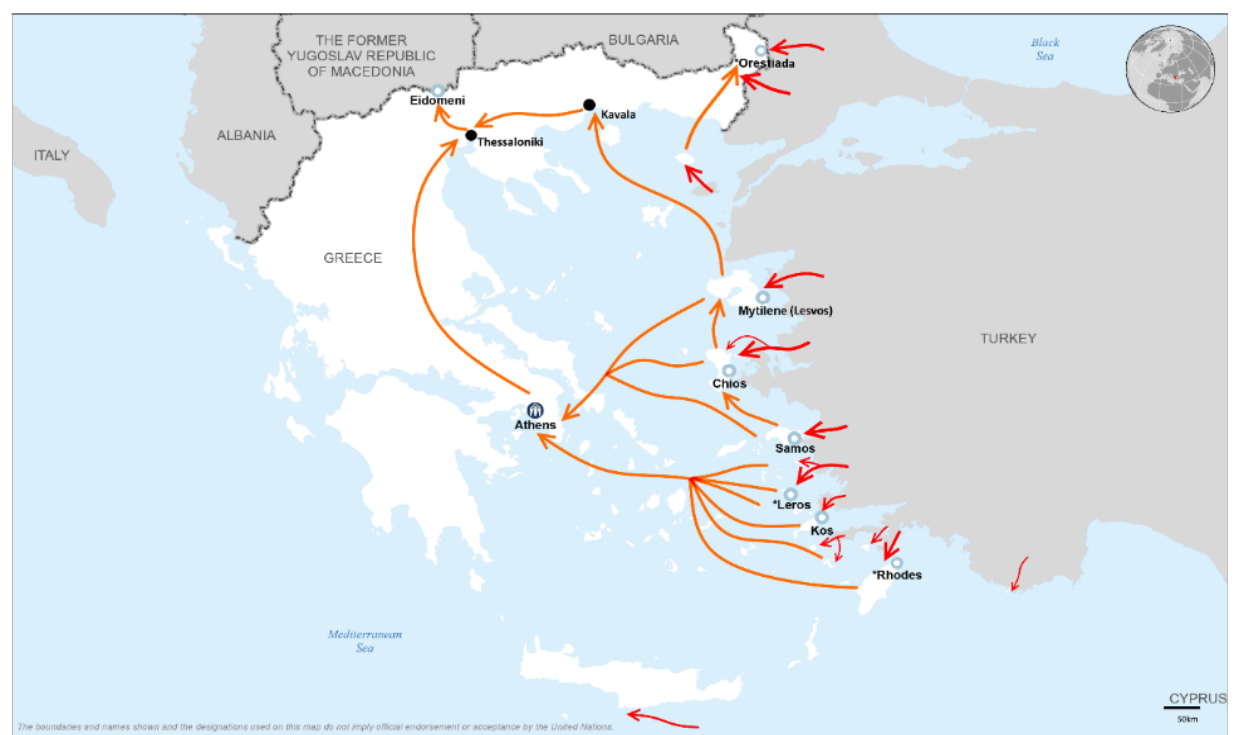 THE FORMER
YUGOSLAV REPUBLIC
OF MACEDONIA
BULGARIA
Black
Sea
*Orestiada
Eidomeni
Kavala
ALBANIA
Thessaloniki
ITALY
GREECE
Mytilene (Lesvos)
TURKEY
Chios
Athens
Samos
*Leros
Kos
*Rhodes
Mediterranean
Sea
CYPRUS
50km
The boundaries and names shown and the designations used on this map do not imply official endorsement or acceptance by the United Nations.